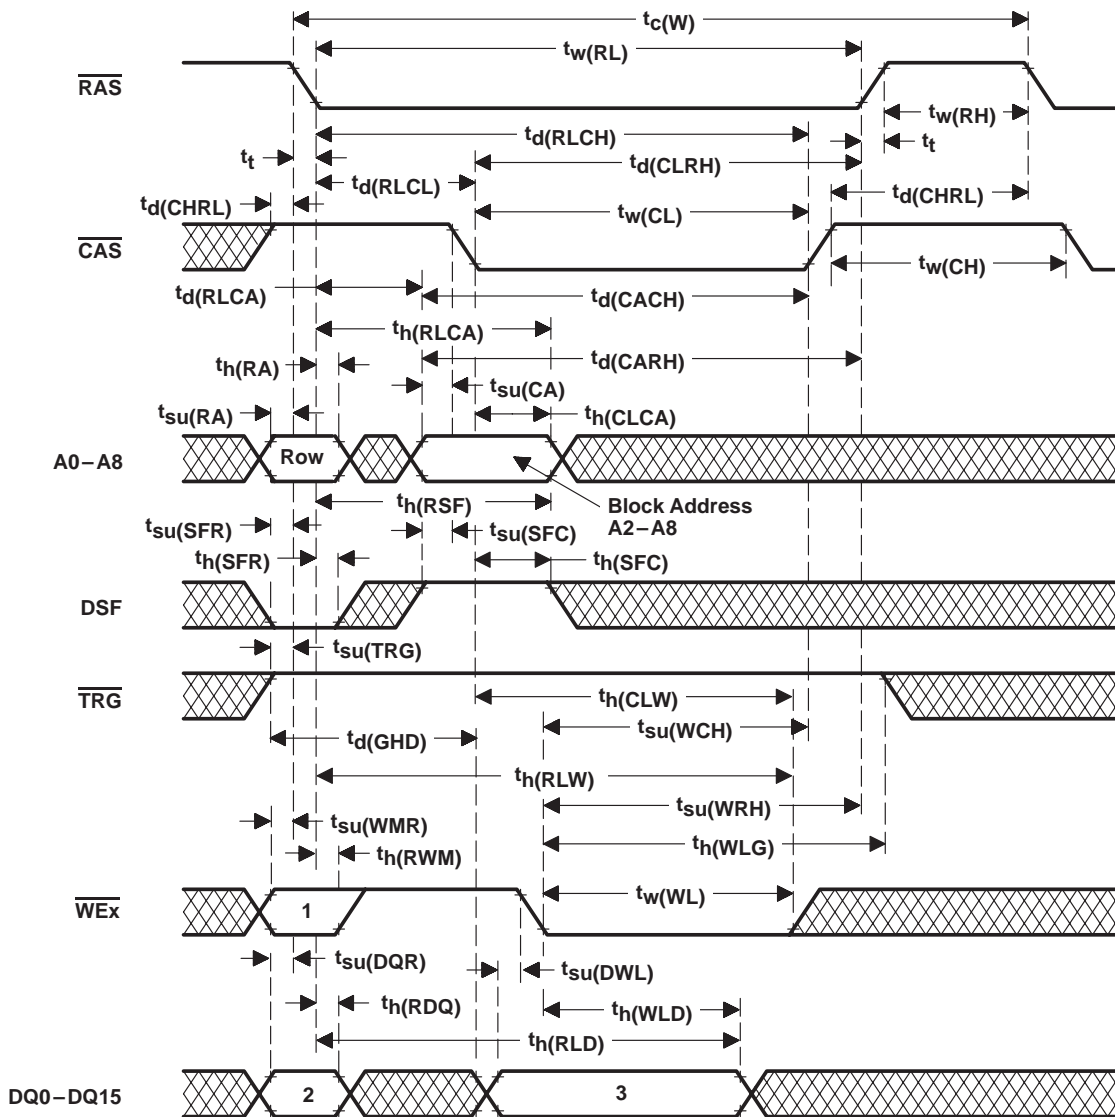 tc(W)
tw(RL)
RAS
tw(RH)
td(RLCH)
tt
tt
td(CLRH)
td(RLCL)
td(CHRL)
td(CHRL)
tw(CL)
CAS
tw(CH)
td(RLCA)
td(CACH)
th(RLCA)
td(CARH)
th(RA)
tsu(CA)
tsu(RA)
th(CLCA)
A0–A8
Row
th(RSF)
Block Address
A2–A8
tsu(SFR)
tsu(SFC)
th(SFR)
th(SFC)
DSF
tsu(TRG)
TRG
th(CLW)
tsu(WCH)
td(GHD)
th(RLW)
tsu(WRH)
tsu(WMR)
th(WLG)
th(RWM)
tw(WL)
WEx
1
tsu(DQR)
tsu(DWL)
th(RDQ)
th(WLD)
th(RLD)
DQ0–DQ15
2
3